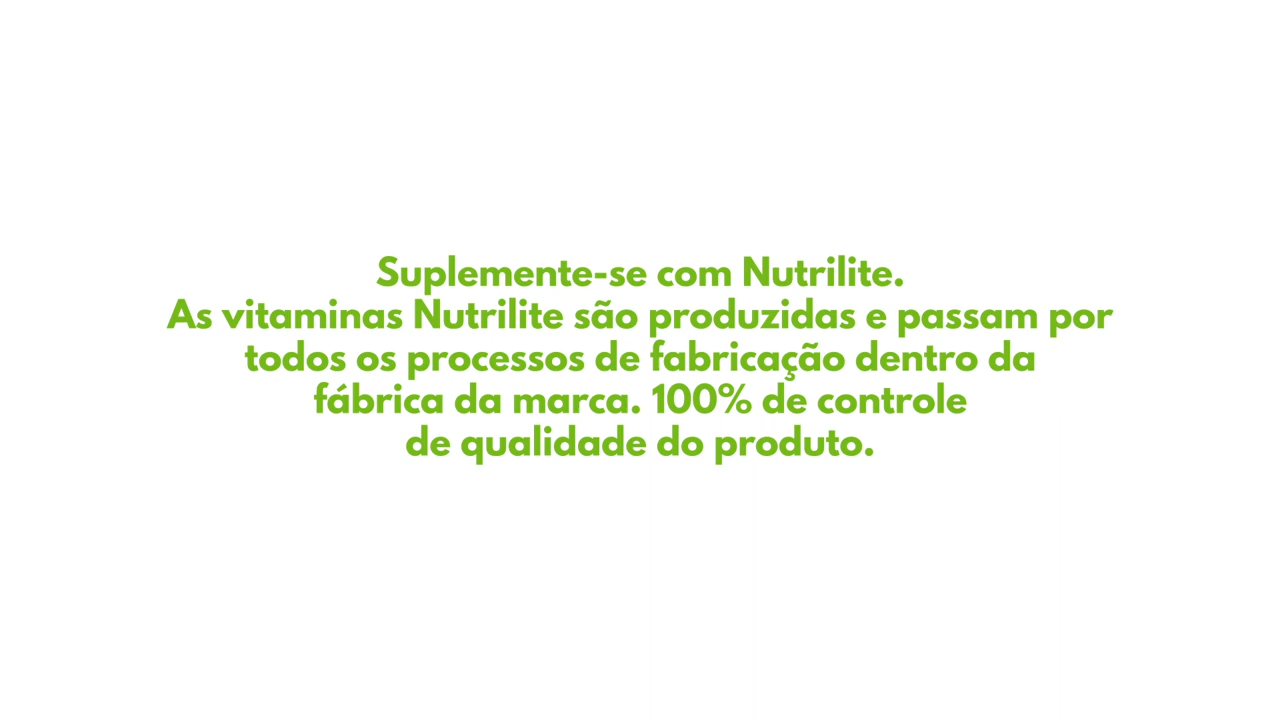 Suplemente-se com Nutrilite.
As vitaminas Nutrilite são produzidas e passam por
todos os processos de fabricação dentro da
fábrica da marca. 100% de controle
de qualidade do produto.